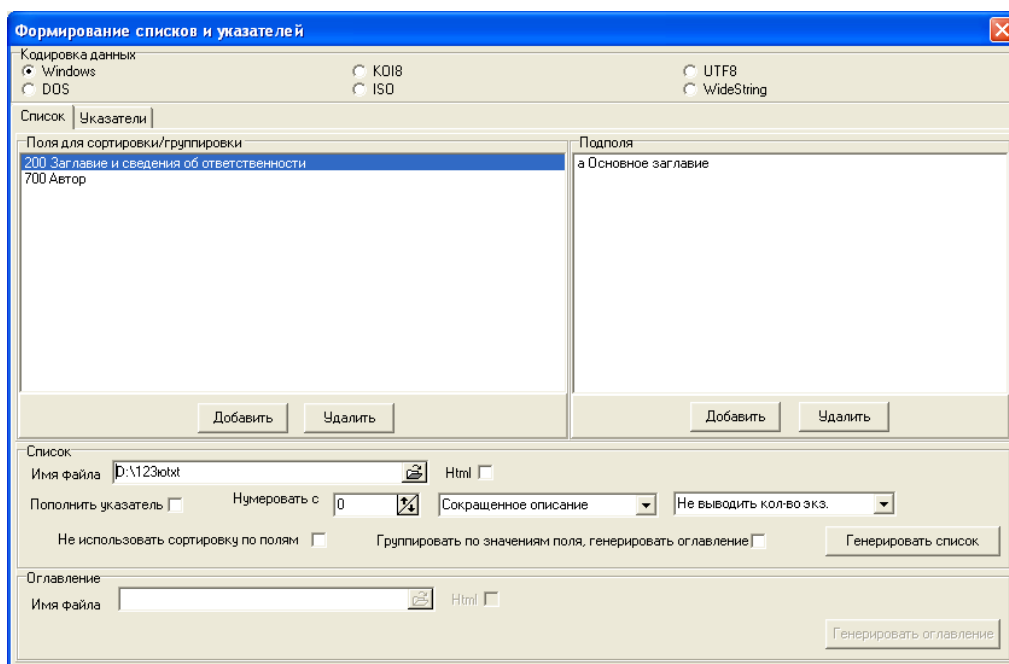 Формирование списков и указателей
Кодировка данных
Windows KOI8 UTF8
DOS ISO WideString
Список Указатели
Поля для сортировки/группировки Подполя
200 Заглавие и сведения об ответственности а Основное заглавие
700 Автор
Добавить Удалить Добавить Удалить
Список
Имя файла D:\123юtxt Html
Пополнить указатель Нумеровать с 0 Сокращенное описание Не выводить кол-во экз.
Не использовать сортировку по полям Группировать по значениям поля, генерировать оглавление Генерировать список
Оглавление
Имя файла Html
Генерировать оглавление